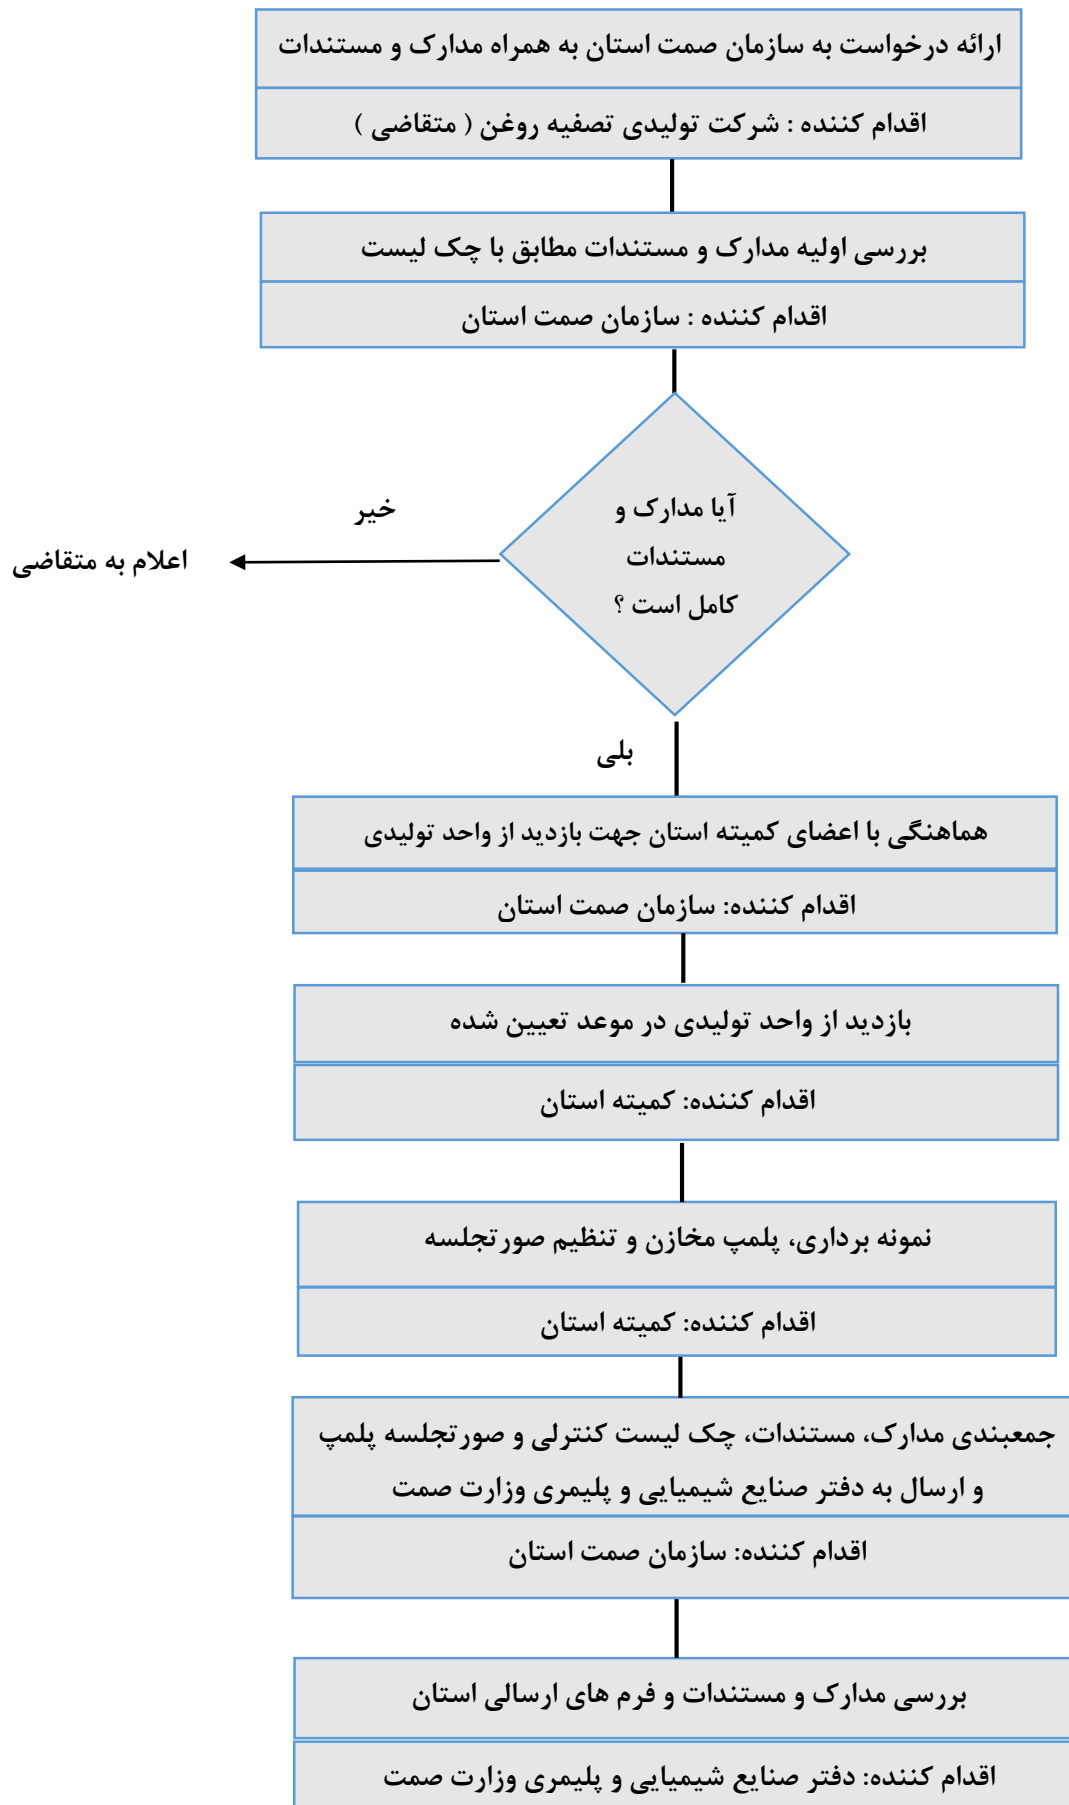 ارائه درخواست به سازمان صمت استان به همراه مدارک و مستندات
اقدام کننده : شرکت تولیدی تصفیه روغن ( متقاضی )
بررسی اولیه مدارک و مستندات مطابق با چک لیست
اقدام کننده : سازمان صمت استان
آیا مدارک و
مستندات
کامل است ؟
خیر
اعلام به متقاضی
بلی
هماهنگی با اعضای کمیته استان جهت بازدید از واحد تولیدی
اقدام کننده: سازمان صمت استان
بازدید از واحد تولیدی در موعد تعیین شده
اقدام کننده: کمیته استان
نمونه برداری، پلمپ مخازن و تنظیم صورتجلسه
اقدام کننده: کمیته استان
جمعبندی مدارک، مستندات، چک لیست کنترلی و صورتجلسه پلمپ
و ارسال به دفتر صنایع شیمیایی و پلیمری وزارت صمت
اقدام کننده: سازمان صمت استان
بررسی مدارک و مستندات و فرم های ارسالی استان
اقدام کننده: دفتر صنایع شیمیایی و پلیمری وزارت صمت